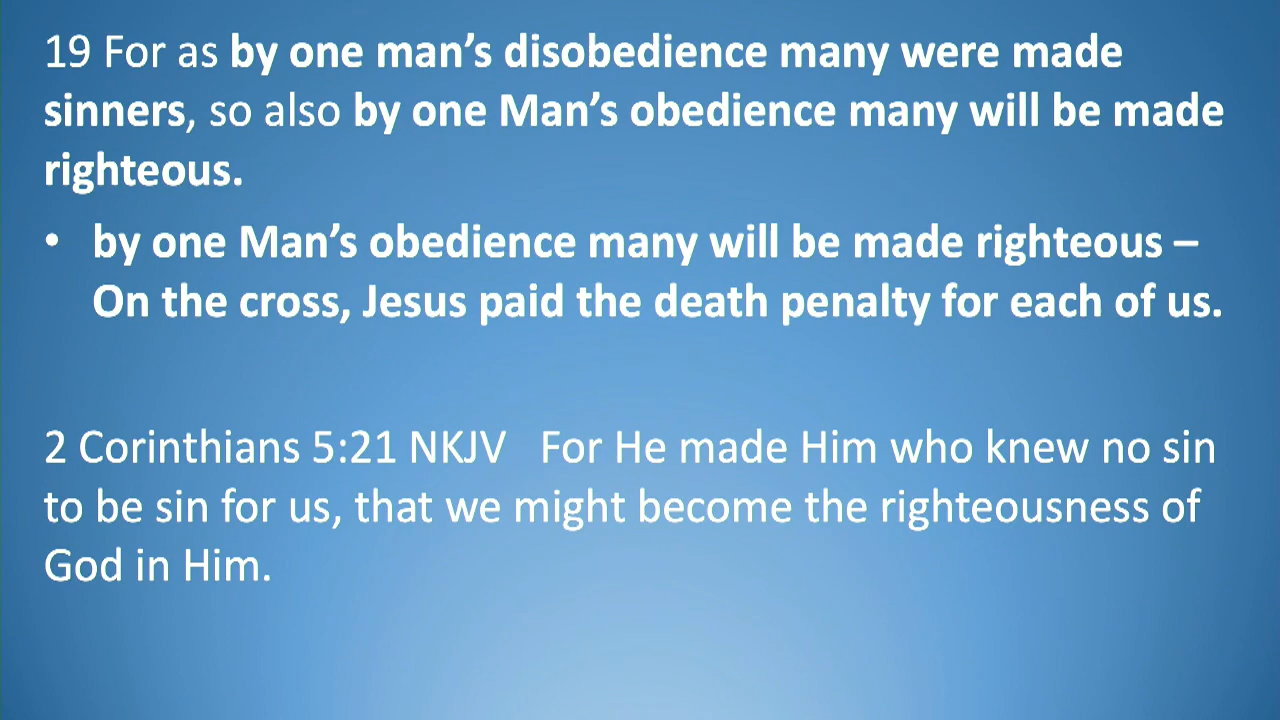 19 For as by one man’s disobedience many were made
sinners, so also by one Man’s obedience many will be made
righteous.
• by one Man’s obedience many will be made righteous –
On the cross, Jesus paid the death penalty for each of us.
2 Corinthians 5:21 NKJV   For He made Him who knew no sin
to be sin for us, that we might become the righteousness of
God in Him.